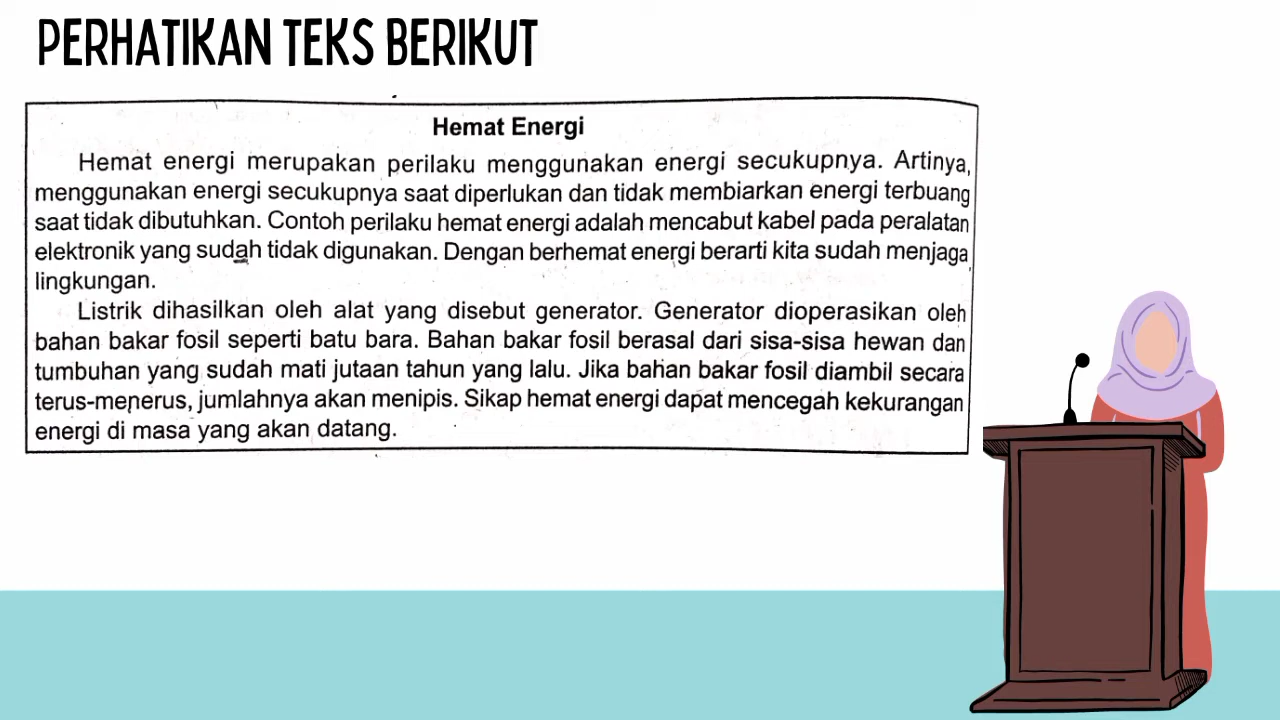 PERHATIKAN TEKS BERIKUT
Hemat Energi
Hemat energi merupakan perilaku menggunakan energi secukupnya. Artinya,
menggunakan energi secukupnya saat diperlukan dan tidak membiarkan energi terbuang
saat tidak dibutuhkan. Contoh perilaku hemat energi adalah mencabut kabel pada peralatan
elektronik yang sudah tidak digunakan. Dengan berhemat energi berarti kita sudah menjaga
lingkungan.
Listrik dihasilkan oleh alat yang disebut generator. Generator dioperasikan oleh
bahan bakar fosil seperti batu bara. Bahan bakar fosil berasal dari sisa-sisa hewan dan
tumbuhan yang sudah mati jutaan tahun yang lalu. Jika bahan bakar fosil diambil secara
terus-menerus, jumlahnya akan menipis. Sikap hemat energi dapat mencegah kekurangan
energi di masa yang akan datang.